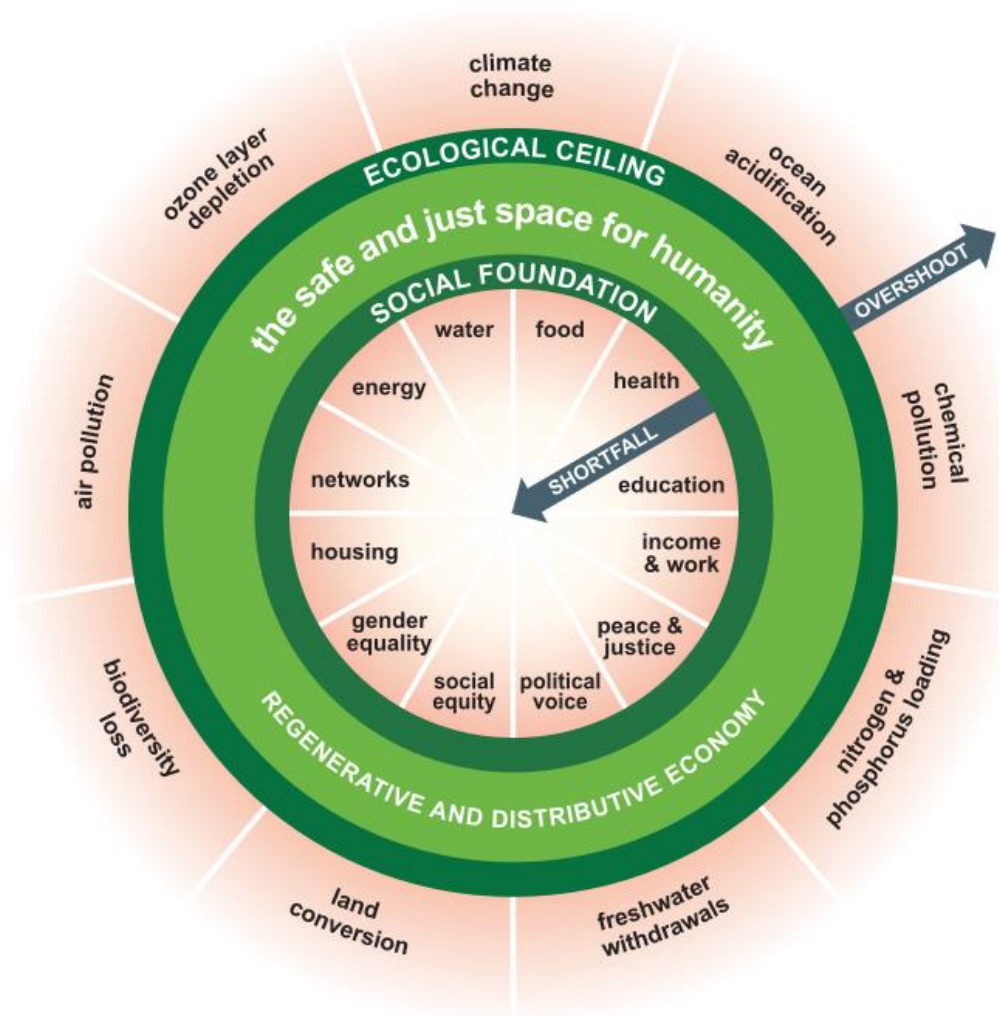 climate
change
ocean
acidification
chemical
pollution
nitrogen &
phosphorus loading
freshwater
withdrawals
land
conversion
biodiversity
loss
air pollution
ozone layer
depletion
ECOLOGICAL CEILING
OVERSHOOT
the safe and just space for humanity
SOCIAL FOUNDATION
water
food
health
SHORTFALL
education
income
& work
peace &
justice
political
voice
social
equity
gender
equality
housing
networks
energy
REGENERATIVE AND DISTRIBUTIVE ECONOMY